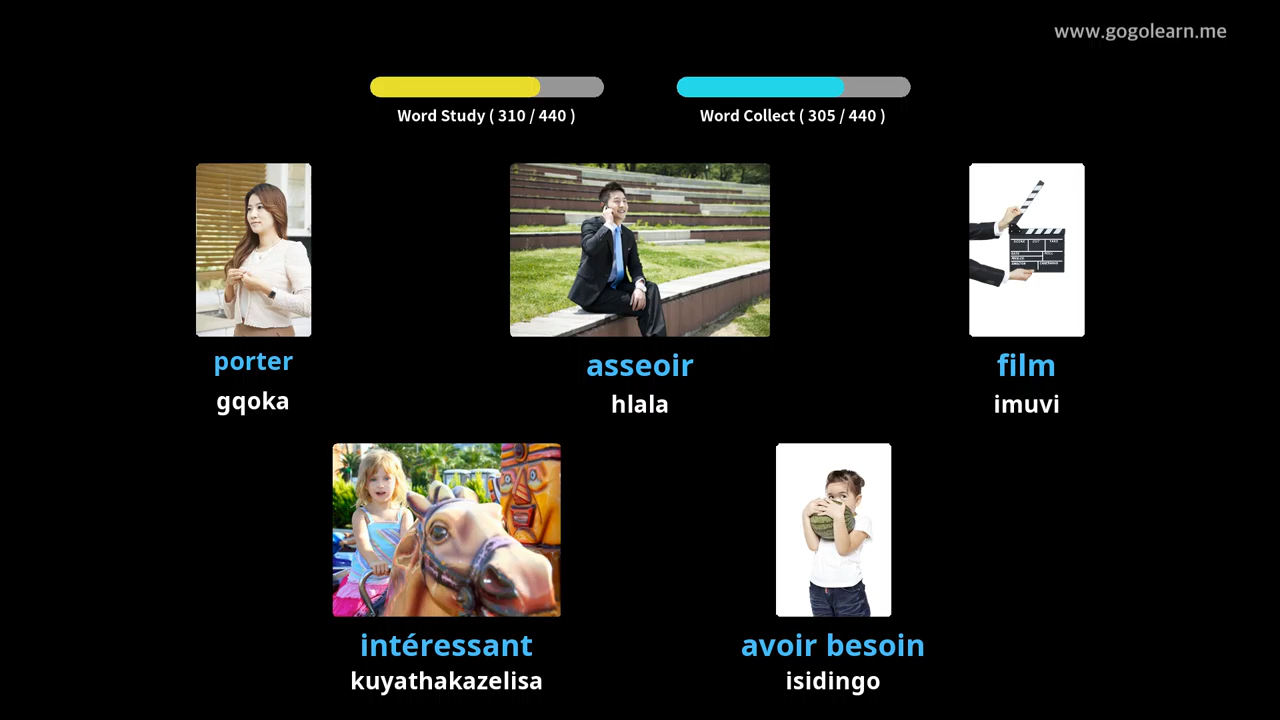 www.gogolearn.me
Word Study ( 310 / 440 )
Word Collect ( 305 / 440 )
porter
gqoka
asseoir
hlala
film
imuvi
intéressant
kuyathakazelisa
avoir besoin
isidingo